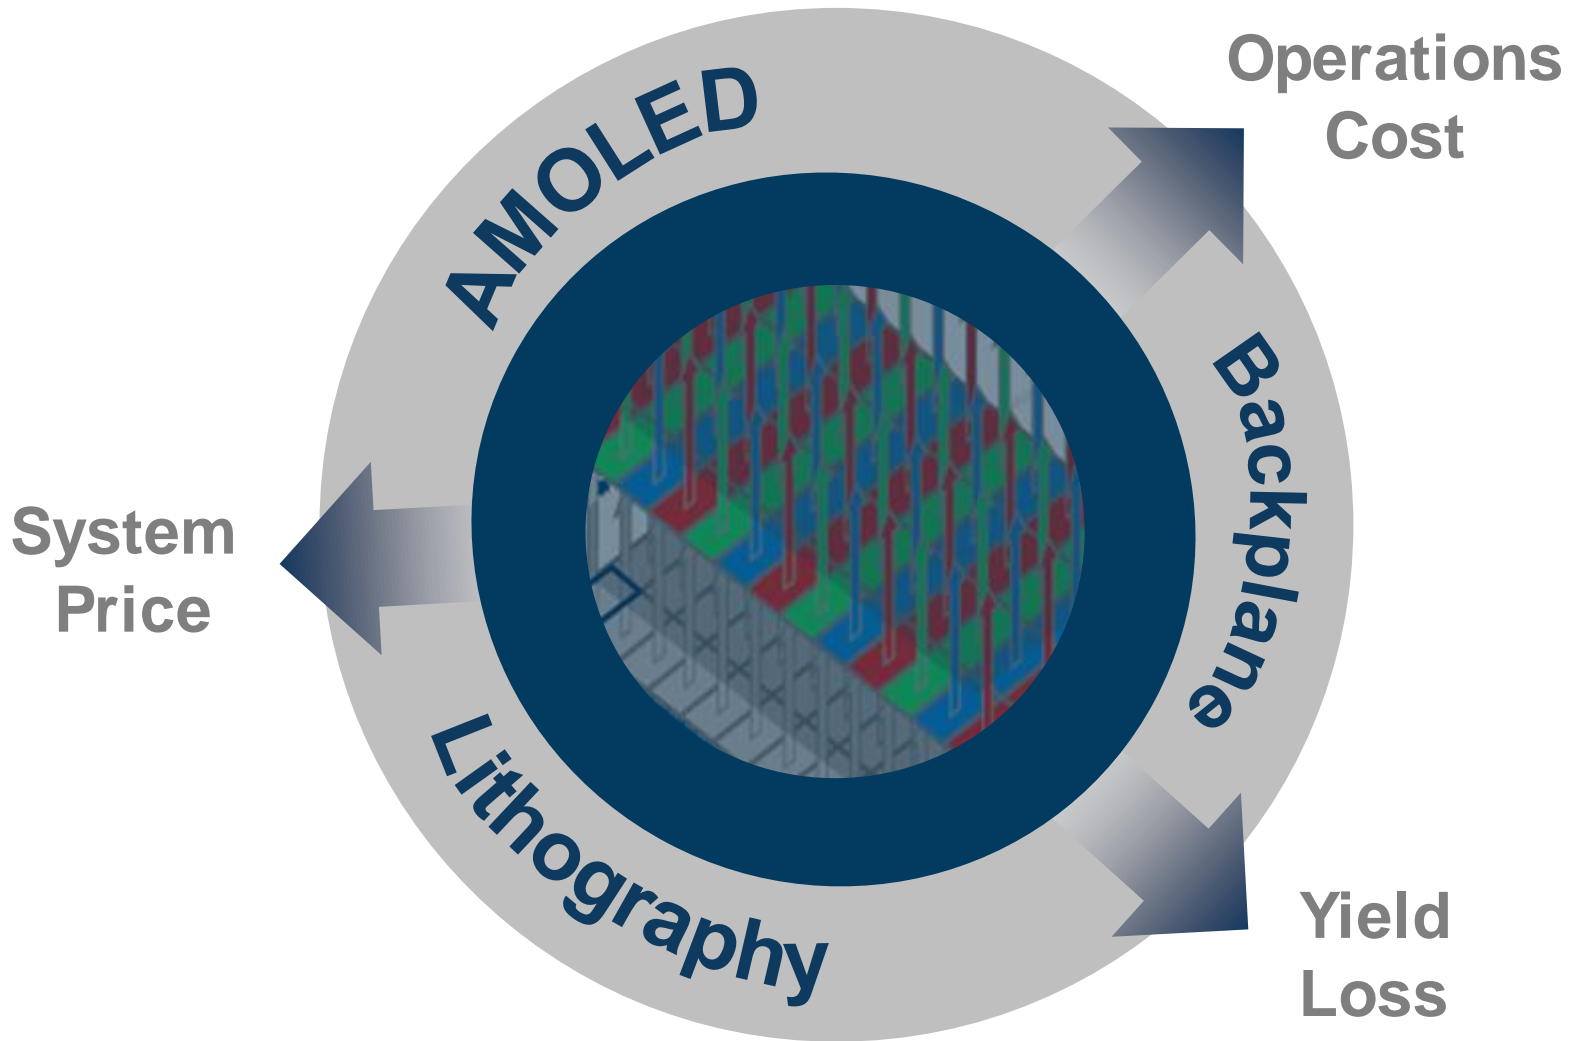 Operations
Cost
AMOLED
Backplane
System
Price
Lithography
Yield
Loss